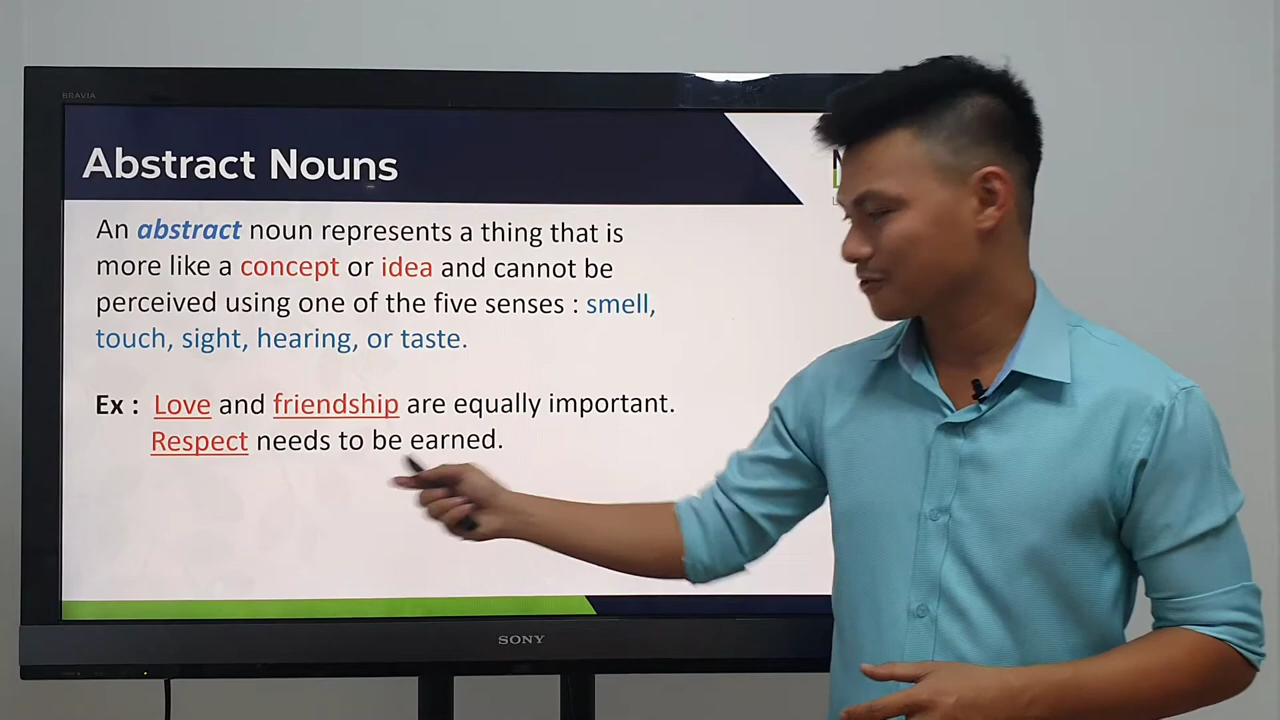 BRAVIA
Abstract Nouns
An abstract noun represents a thing that is
more like a concept or idea and cannot be
perceived using one of the five senses : smell,
touch, sight, hearing, or taste.
Ex : Love and friendship are equally important.
Respect needs to be earned.
SONY